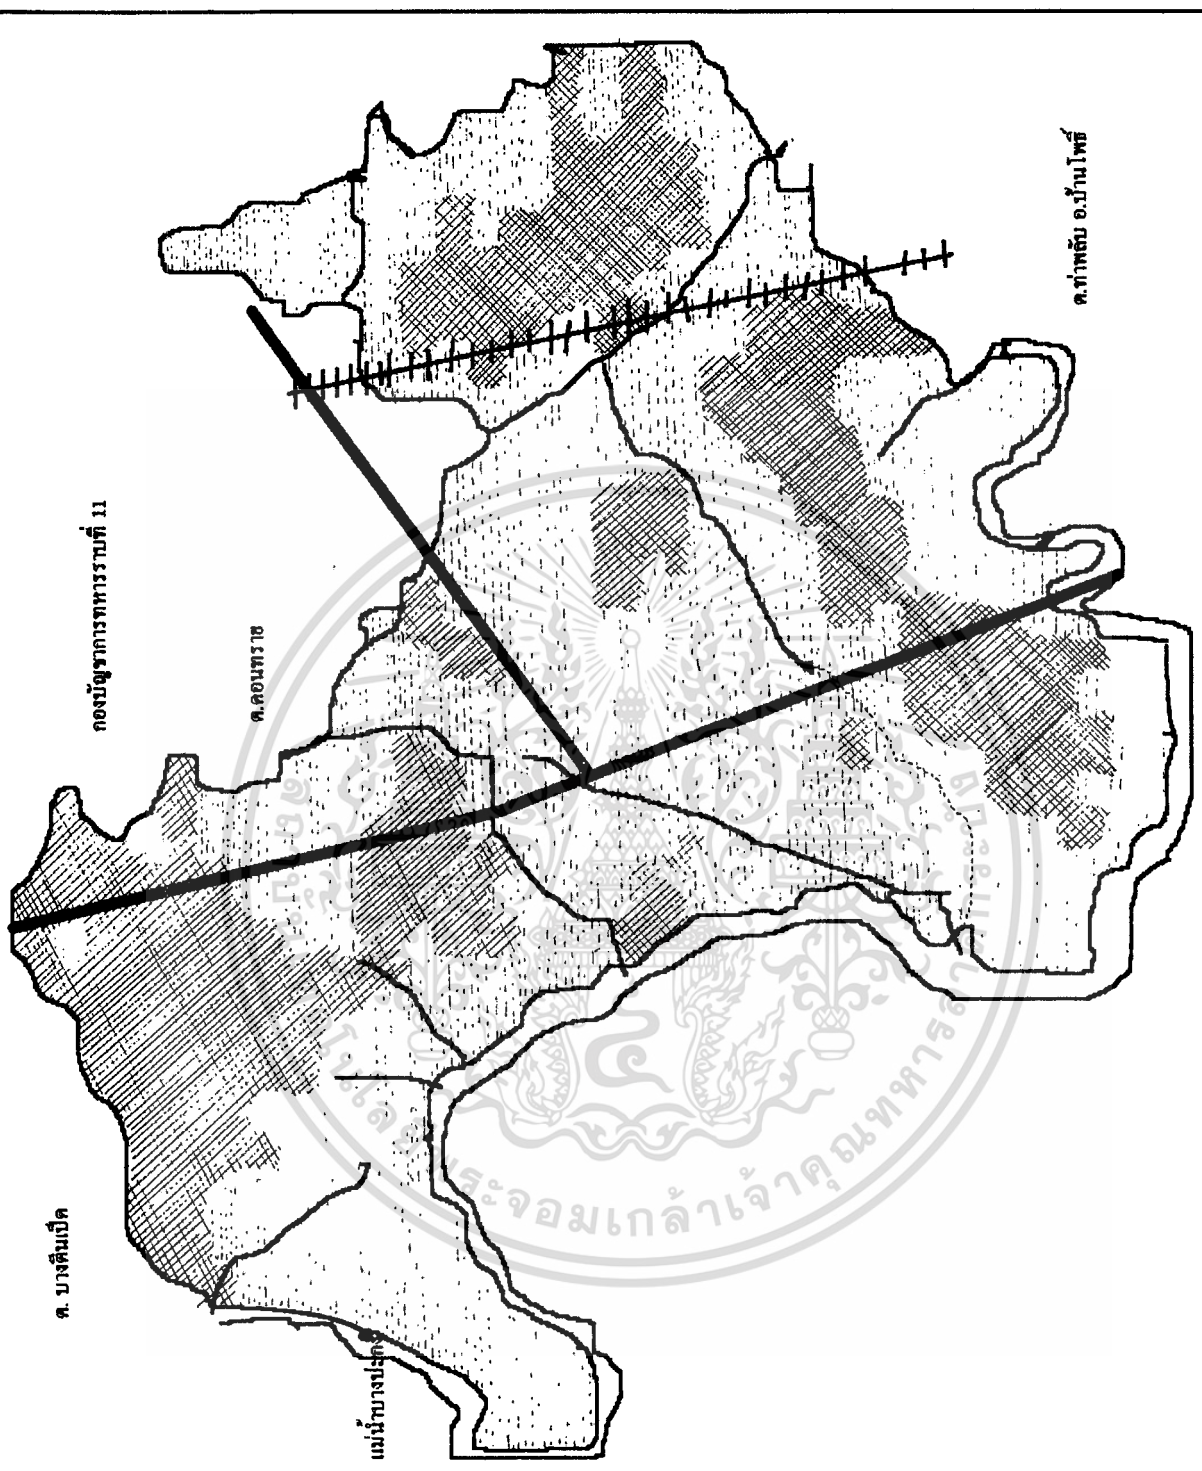 กองบัญชาการทหารราบที่ 11
ต.ดอนทราย
ต.ท่าพลับ อ.บ้านโพธิ์
ต. บางตีนเป็ด
แม่น้ำบางปะกง
พระจอมเกล้าเจ้าคุณทหาร